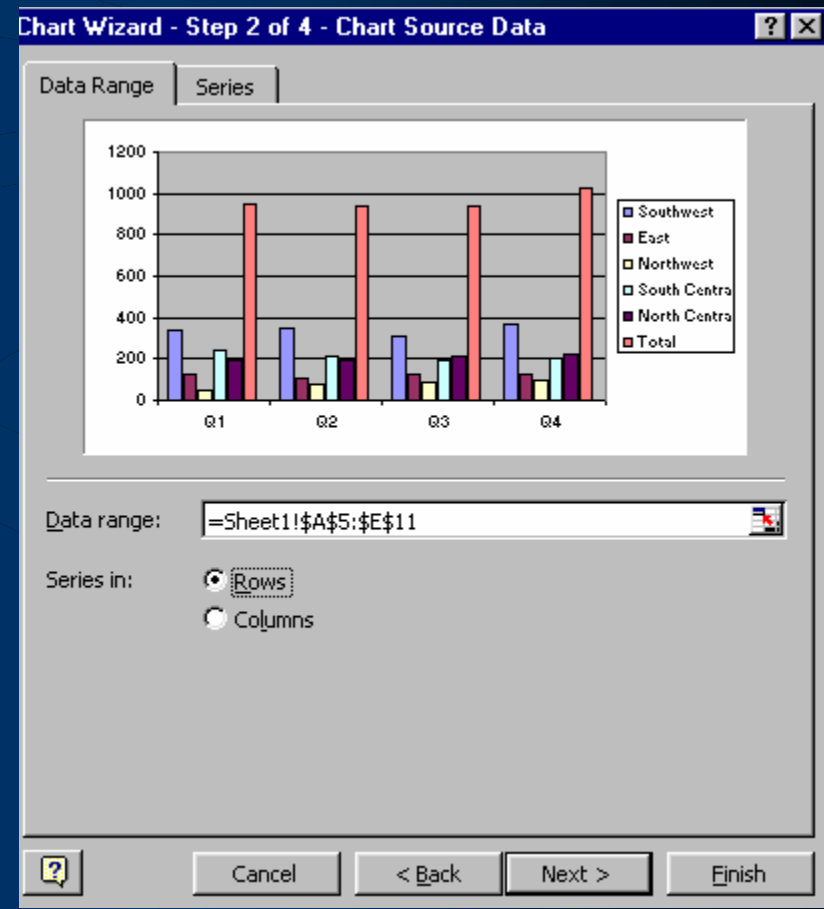 Chart Wizard - Step 2 of 4 - Chart Source Data
Data Range
Series
1200
1000
800
600
400
200
0
Q1 Q2 Q3 Q4
Southwest
East
Northwest
South Centra
North Centra
Total
Data range: =Sheet1!$A$5:$E$11
Series in: Rows
Columns
Cancel < Back Next > Finish